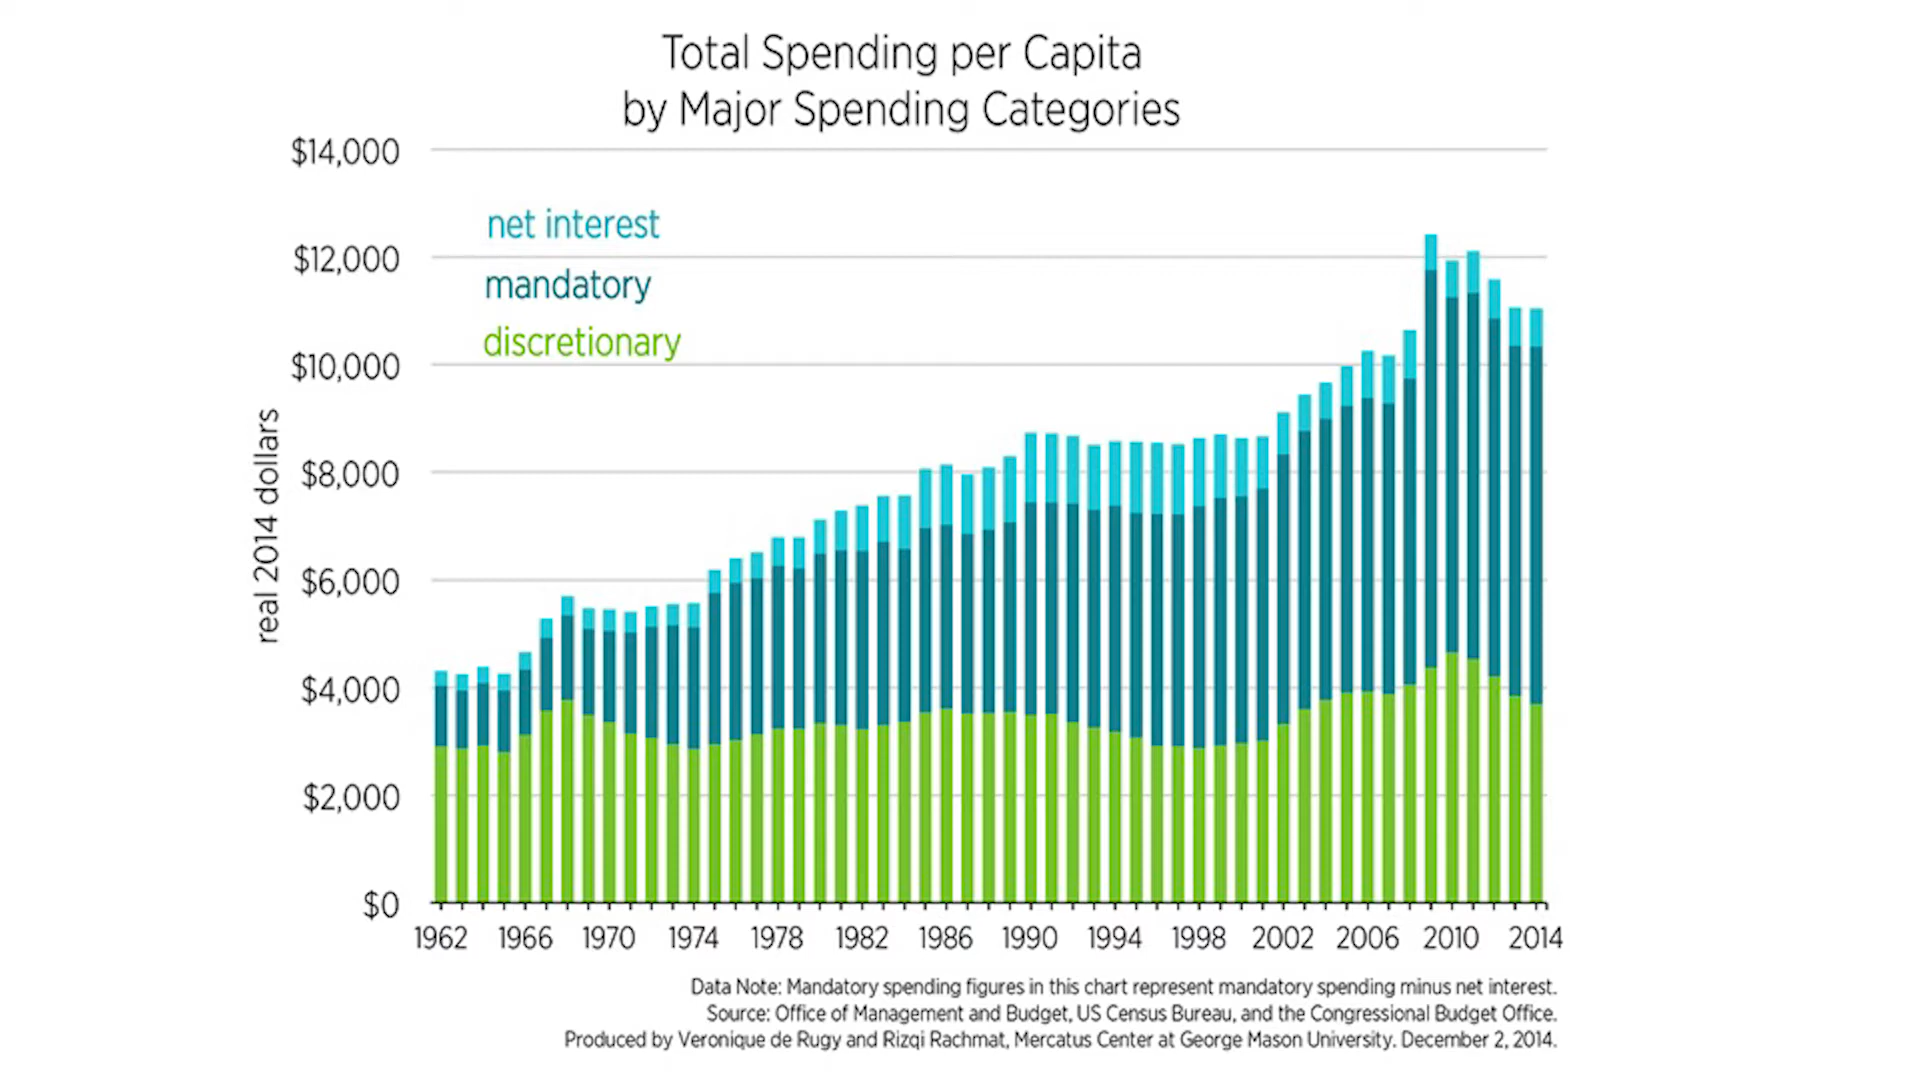 Total Spending per Capita
by Major Spending Categories
$14,000
$12,000
$10,000
$8,000
$6,000
$4,000
$2,000
$0
real 2014 dollars
net interest
mandatory
discretionary
1962 1966 1970 1974 1978 1982 1986 1990 1994 1998 2002 2006 2010 2014
Data Note: Mandatory spending figures in this chart represent mandatory spending minus net interest.
Source: Office of Management and Budget, US Census Bureau, and the Congressional Budget Office.
Produced by Veronique de Rugy and Rizqi Rachmat, Mercatus Center at George Mason University. December 2, 2014.